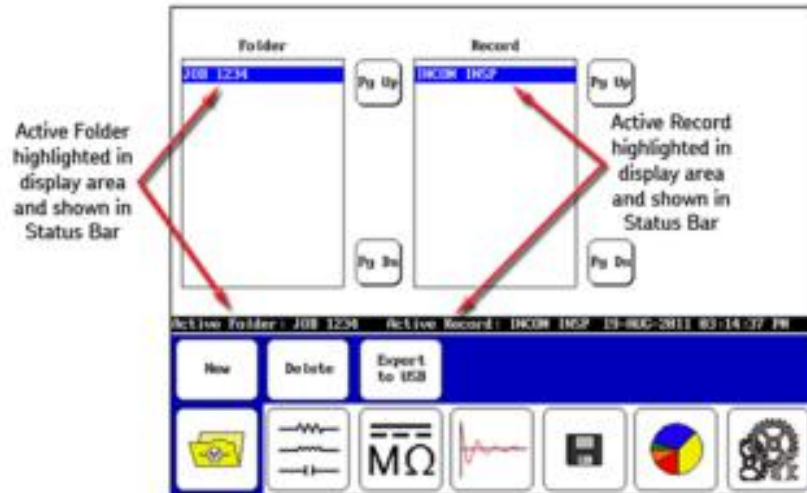 Folder
Record
JOB 1234
Pg Up
INCOM INSP
Pg Up
Active Folder
highlighted in
display area
and shown in
Status Bar
Active Record
highlighted in
display area
and shown in
Status Bar
Pg Dn
Pg Dn
Active Folder: JOB 1234 Active Record: INCOM INSP 19-AUG-2011 03:14:37 PM
New
Delete
Export
to USB
MΩ